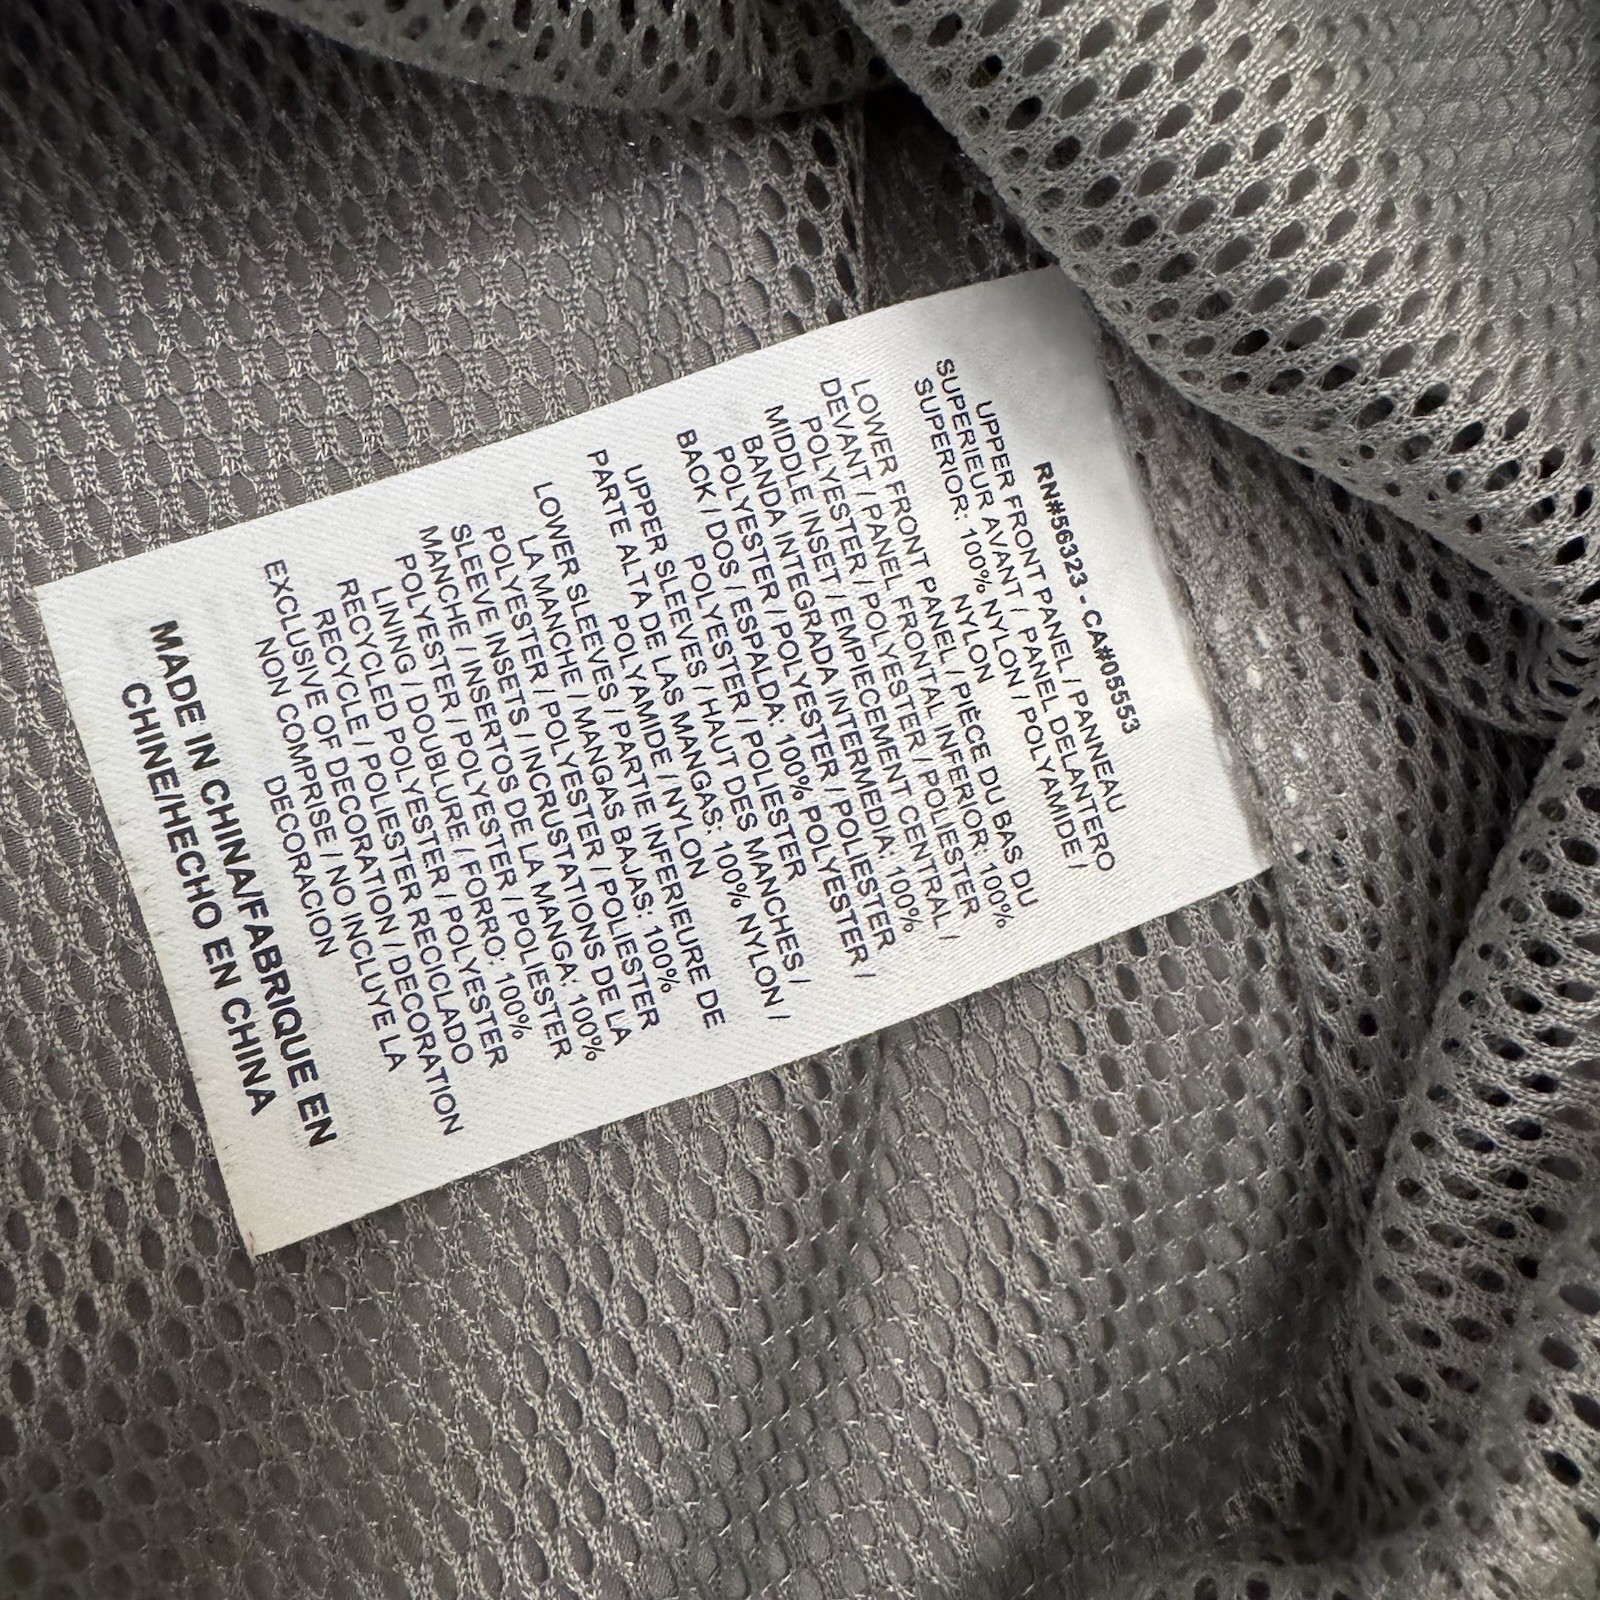 RN#56323 - CA#05553
UPPER FRONT PANEL / PANNEAU
SUPERIEUR AVANT / PANEL DELANTERO
SUPERIOR: 100% NYLON / POLYAMIDE /
NYLON
LOWER FRONT PANEL / PIÈCE DU BAS DU
DEVANT / PANEL FRONTAL INFERIOR: 100%
POLYESTER / POLYESTER / POLIESTER
MIDDLE INSET / EMPIECEMENT CENTRAL /
BANDA INTEGRADA INTERMEDIA: 100%
POLYESTER / POLYESTER / POLIESTER
BACK / DOS / ESPALDA: 100% POLYESTER /
POLYESTER / POLIESTER
UPPER SLEEVES / HAUT DES MANCHES /
PARTE ALTA DE LAS MANGAS: 100% NYLON /
POLYAMIDE / NYLON
LOWER SLEEVES / PARTIE INFERIEURE DE
LA MANCHE / MANGAS BAJAS: 100%
POLYESTER / POLYESTER / POLIESTER
SLEEVE INSETS / INCRUSTATIONS DE LA
MANCHE / INSERTOS DE LA MANGA: 100%
POLYESTER / POLYESTER / POLIESTER
LINING / DOUBLURE / FORRO: 100%
RECYCLED POLYESTER / POLYESTER
RECYCLE / POLIESTER RECICLADO
EXCLUSIVE OF DECORATION / DECORATION
NON COMPRISE / NO INCLUYE LA
DECORACION
MADE IN CHINA/FABRIQUE EN
CHINE/HECHO EN CHINA